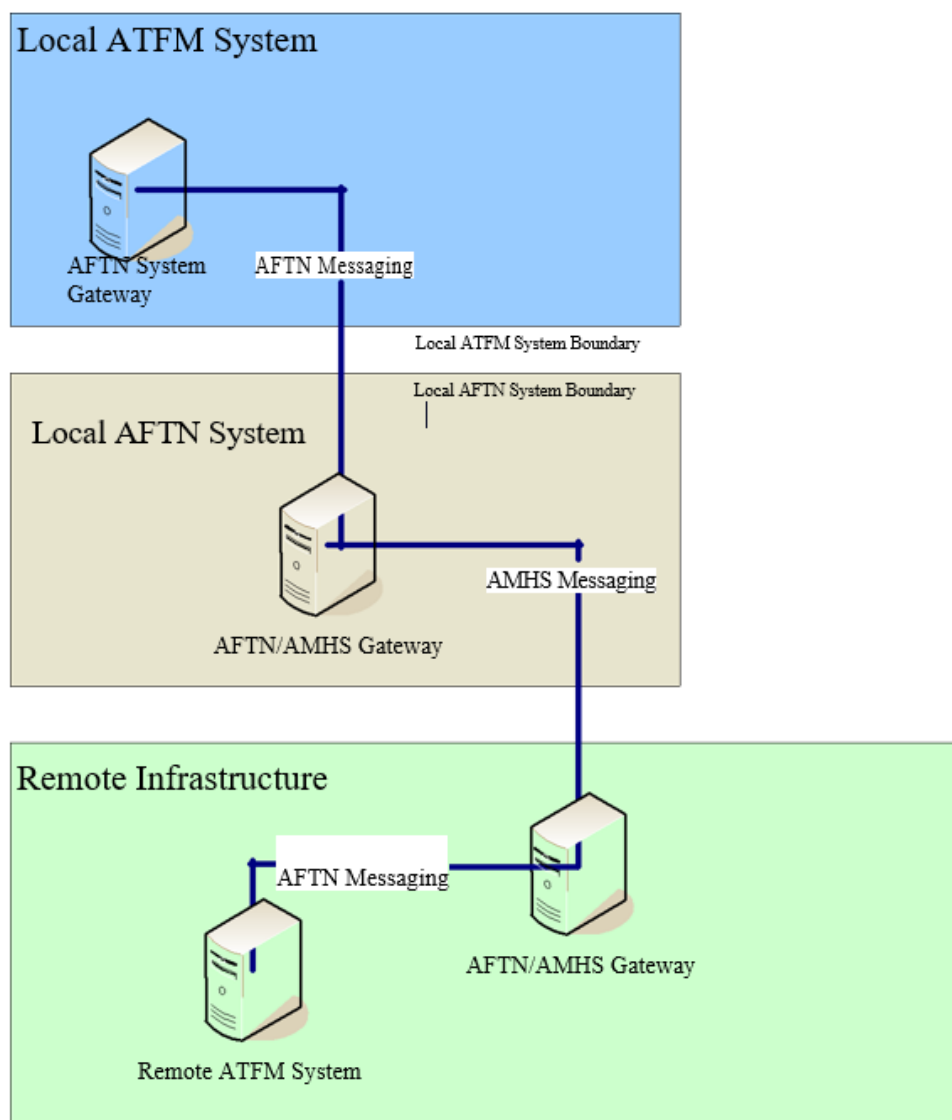 Local ATFM System
AFTN System
Gateway
AFTN Messaging
Local ATFM System Boundary
Local AFTN System Boundary
Local AFTN System
AMHS Messaging
AFTN/AMHS Gateway
Remote Infrastructure
AFTN Messaging
AFTN/AMHS Gateway
Remote ATFM System